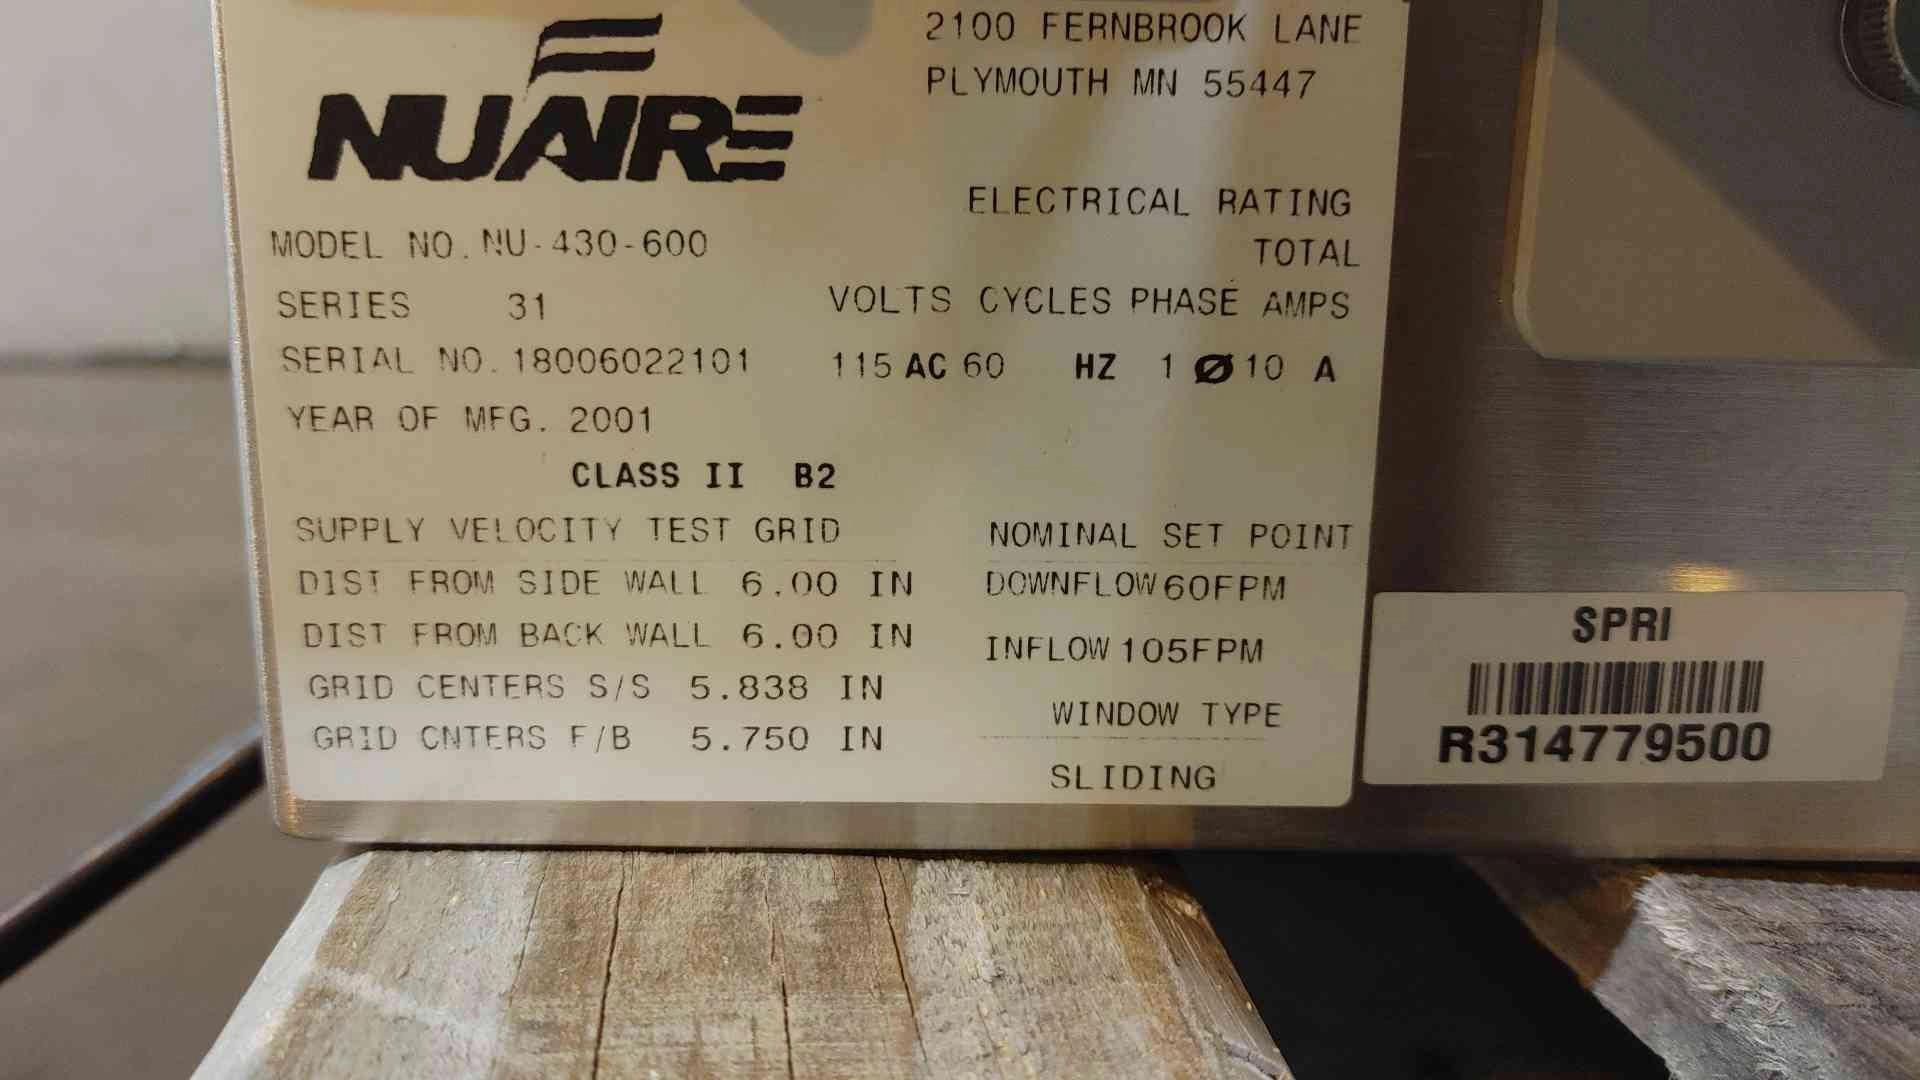 NUAIRE
2100 FERNBROOK LANE
PLYMOUTH MN 55447
MODEL NO. NU-430-600
SERIES 31
SERIAL NO. 18006022101
YEAR OF MFG. 2001
CLASS II B2
ELECTRICAL RATING
TOTAL
VOLTS CYCLES PHASE AMPS
115 AC 60 HZ 1 Ø 10 A
SUPPLY VELOCITY TEST GRID
DIST FROM SIDE WALL 6.00 IN
DIST FROM BACK WALL 6.00 IN
GRID CENTERS S/S 5.838 IN
GRID CNTERS F/B 5.750 IN
NOMINAL SET POINT
DOWNFLOW 60FPM
INFLOW 105FPM
WINDOW TYPE
SLIDING
SPRI
R314779500